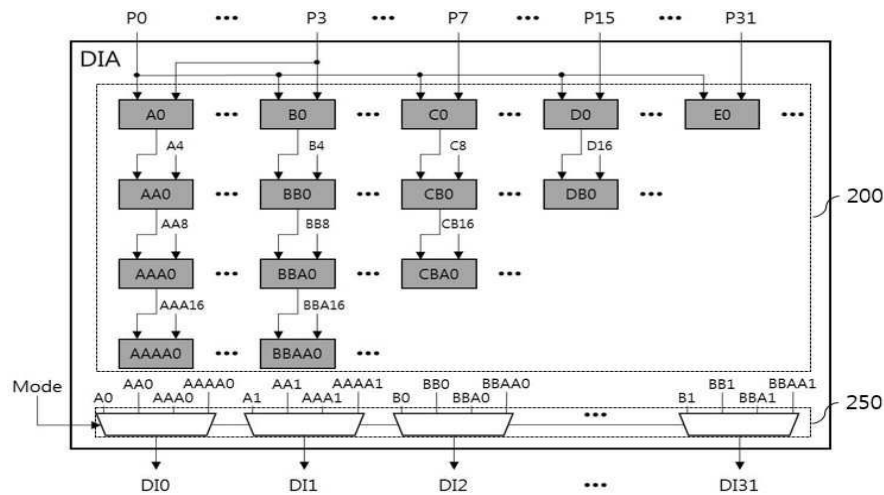 P0 ••• P3 ••• P7 ••• P15 ••• P31
DIA
A0 ••• B0 ••• C0 ••• D0 ••• E0 •••
A4 B4 C8 D16
AA0 ••• BB0 ••• CB0 ••• DB0 •••
200
AA8 BB8 CB16
AAA0 ••• BBA0 ••• CBA0 •••
AAA16 BBA16
AAAA0 ••• BBAA0 •••
Mode
AA0 AAAA0 AA1 AAAA1 BB0 BBAA0 BB1 BBAA1
A0 AAA0 A1 AAA1 B0 BBA0 ••• B1 BBA1
250
DI0 DI1 DI2 ••• DI31